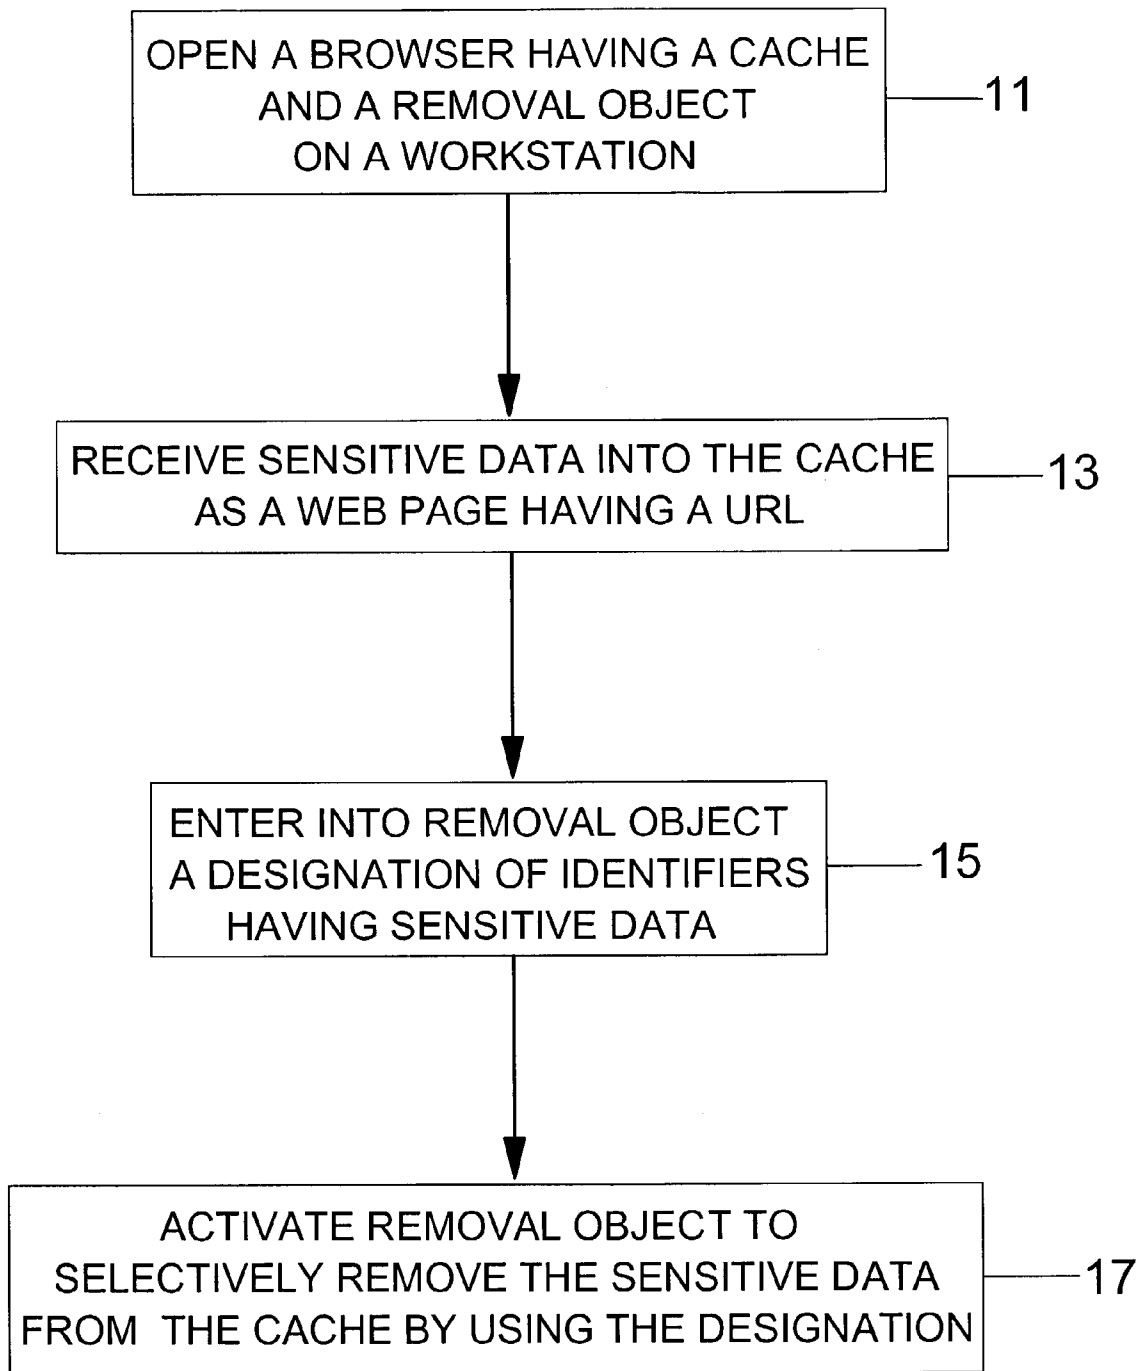 OPEN A BROWSER HAVING A CACHE
AND A REMOVAL OBJECT
ON A WORKSTATION
11
RECEIVE SENSITIVE DATA INTO THE CACHE
AS A WEB PAGE HAVING A URL
13
ENTER INTO REMOVAL OBJECT
A DESIGNATION OF IDENTIFIERS
HAVING SENSITIVE DATA
15
ACTIVATE REMOVAL OBJECT TO
SELECTIVELY REMOVE THE SENSITIVE DATA
FROM THE CACHE BY USING THE DESIGNATION
17